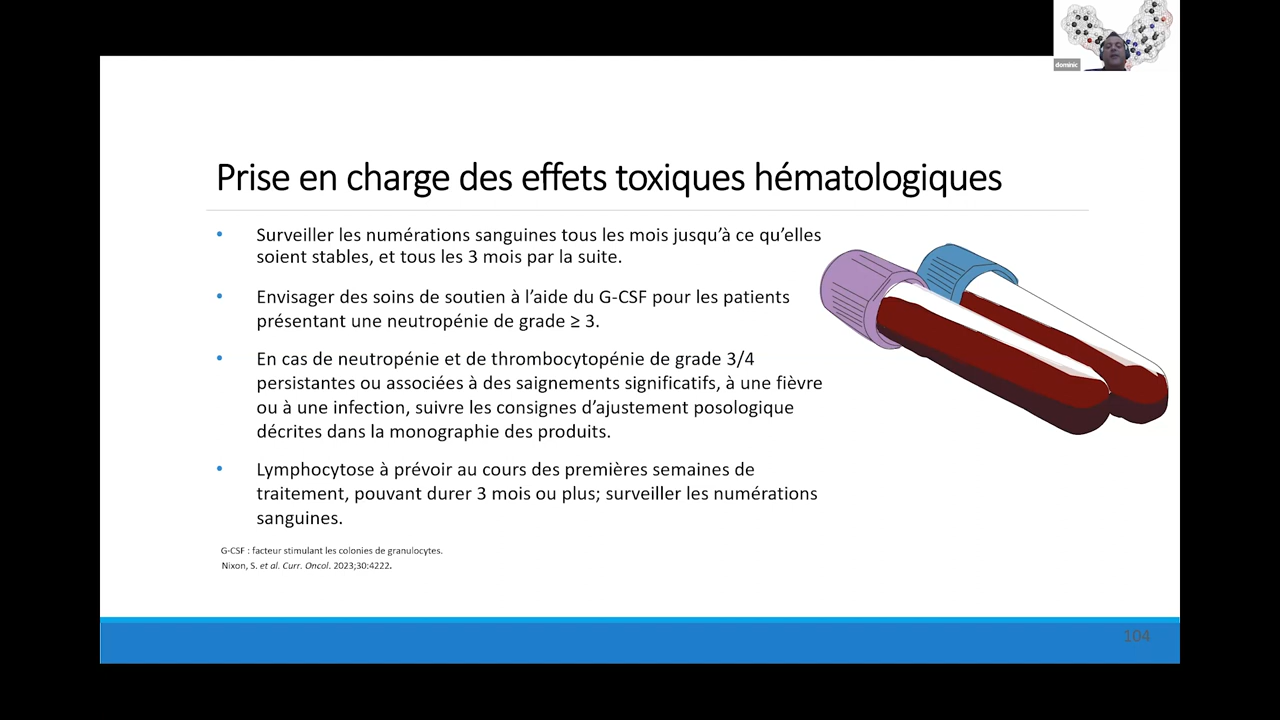 dominic
Prise en charge des effets toxiques hématologiques
• Surveiller les numérations sanguines tous les mois jusqu’à ce qu’elles
soient stables, et tous les 3 mois par la suite.
• Envisager des soins de soutien à l’aide du G-CSF pour les patients
présentant une neutropénie de grade ≥ 3.
• En cas de neutropénie et de thrombocytopénie de grade 3/4
persistantes ou associées à des saignements significatifs, à une fièvre
ou à une infection, suivre les consignes d’ajustement posologique
décrites dans la monographie des produits.
• Lymphocytose à prévoir au cours des premières semaines de
traitement, pouvant durer 3 mois ou plus; surveiller les numérations
sanguines.
G-CSF : facteur stimulant les colonies de granulocytes.
Nixon, S. et al. Curr. Oncol. 2023;30:4222.
104